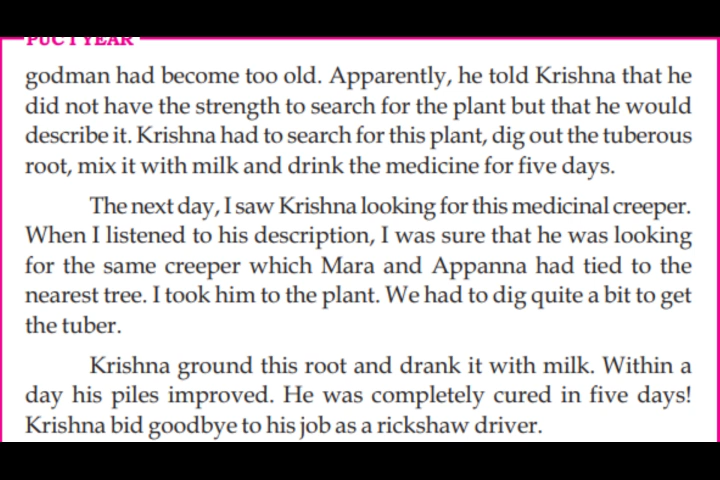 PUC I YEAR
godman had become too old. Apparently, he told Krishna that he
did not have the strength to search for the plant but that he would
describe it. Krishna had to search for this plant, dig out the tuberous
root, mix it with milk and drink the medicine for five days.
The next day, I saw Krishna looking for this medicinal creeper.
When I listened to his description, I was sure that he was looking
for the same creeper which Mara and Appanna had tied to the
nearest tree. I took him to the plant. We had to dig quite a bit to get
the tuber.
Krishna ground this root and drank it with milk. Within a
day his piles improved. He was completely cured in five days!
Krishna bid goodbye to his job as a rickshaw driver.